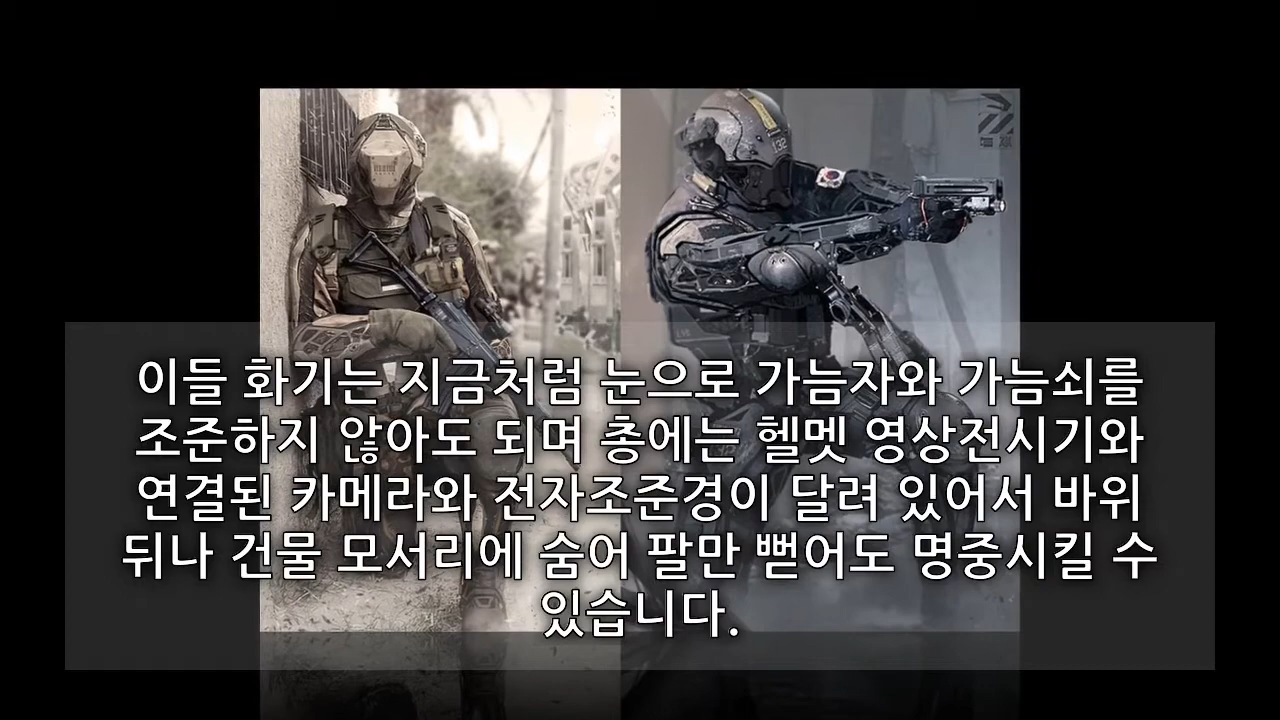 이들 화기는 지금처럼 눈으로 가늠자와 가늠쇠를
조준하지 않아도 되며 총에는 헬멧 영상전시기와
연결된 카메라와 전자조준경이 달려 있어서 바위
뒤나 건물 모서리에 숨어 팔만 뻗어도 명중시킬 수
있습니다.